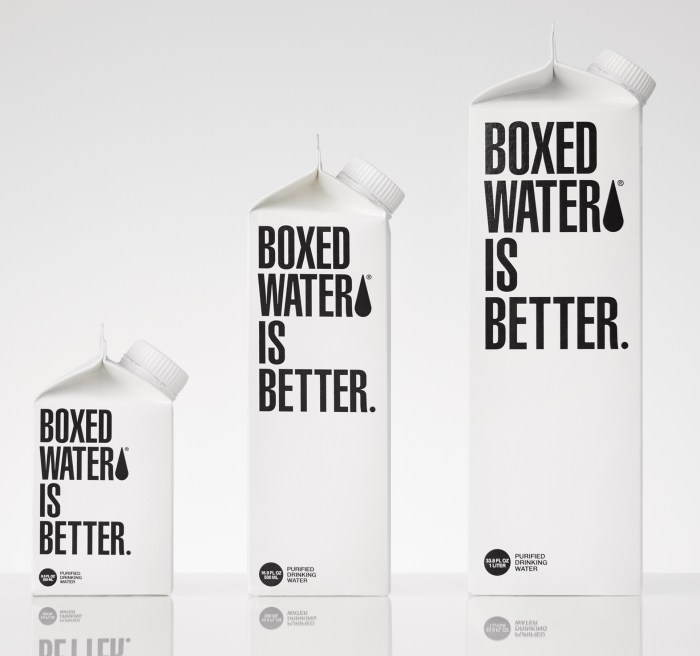 BOXED
WATER®
IS
BETTER.
PURIFIED
DRINKING
WATER
BOXED
WATER®
IS
BETTER.
16.9 FL OZ
500 ML
PURIFIED
DRINKING
WATER
BOXED
WATER®
IS
BETTER.
33.8 FL OZ
1 LITER
PURIFIED
DRINKING
WATER